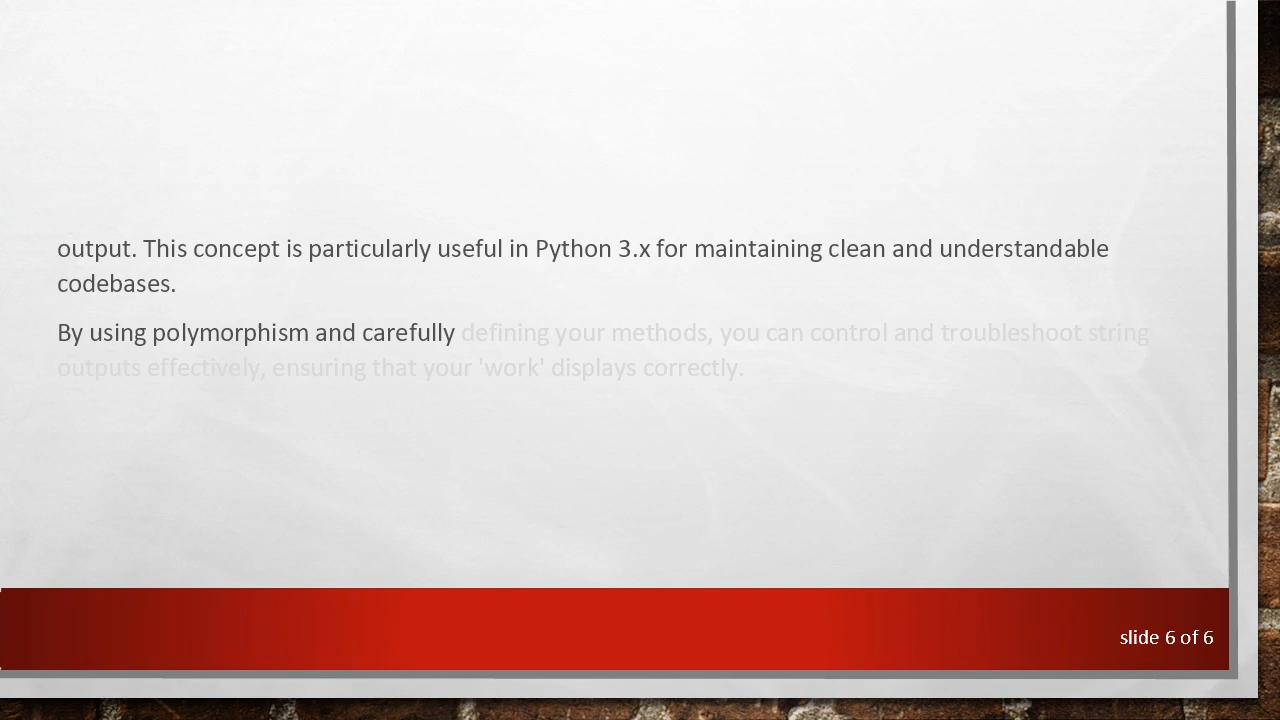 output. This concept is particularly useful in Python 3.x for maintaining clean and understandable
codebases.
By using polymorphism and carefully defining your methods, you can control and troubleshoot string
outputs effectively, ensuring that your 'work' displays correctly.
slide 6 of 6